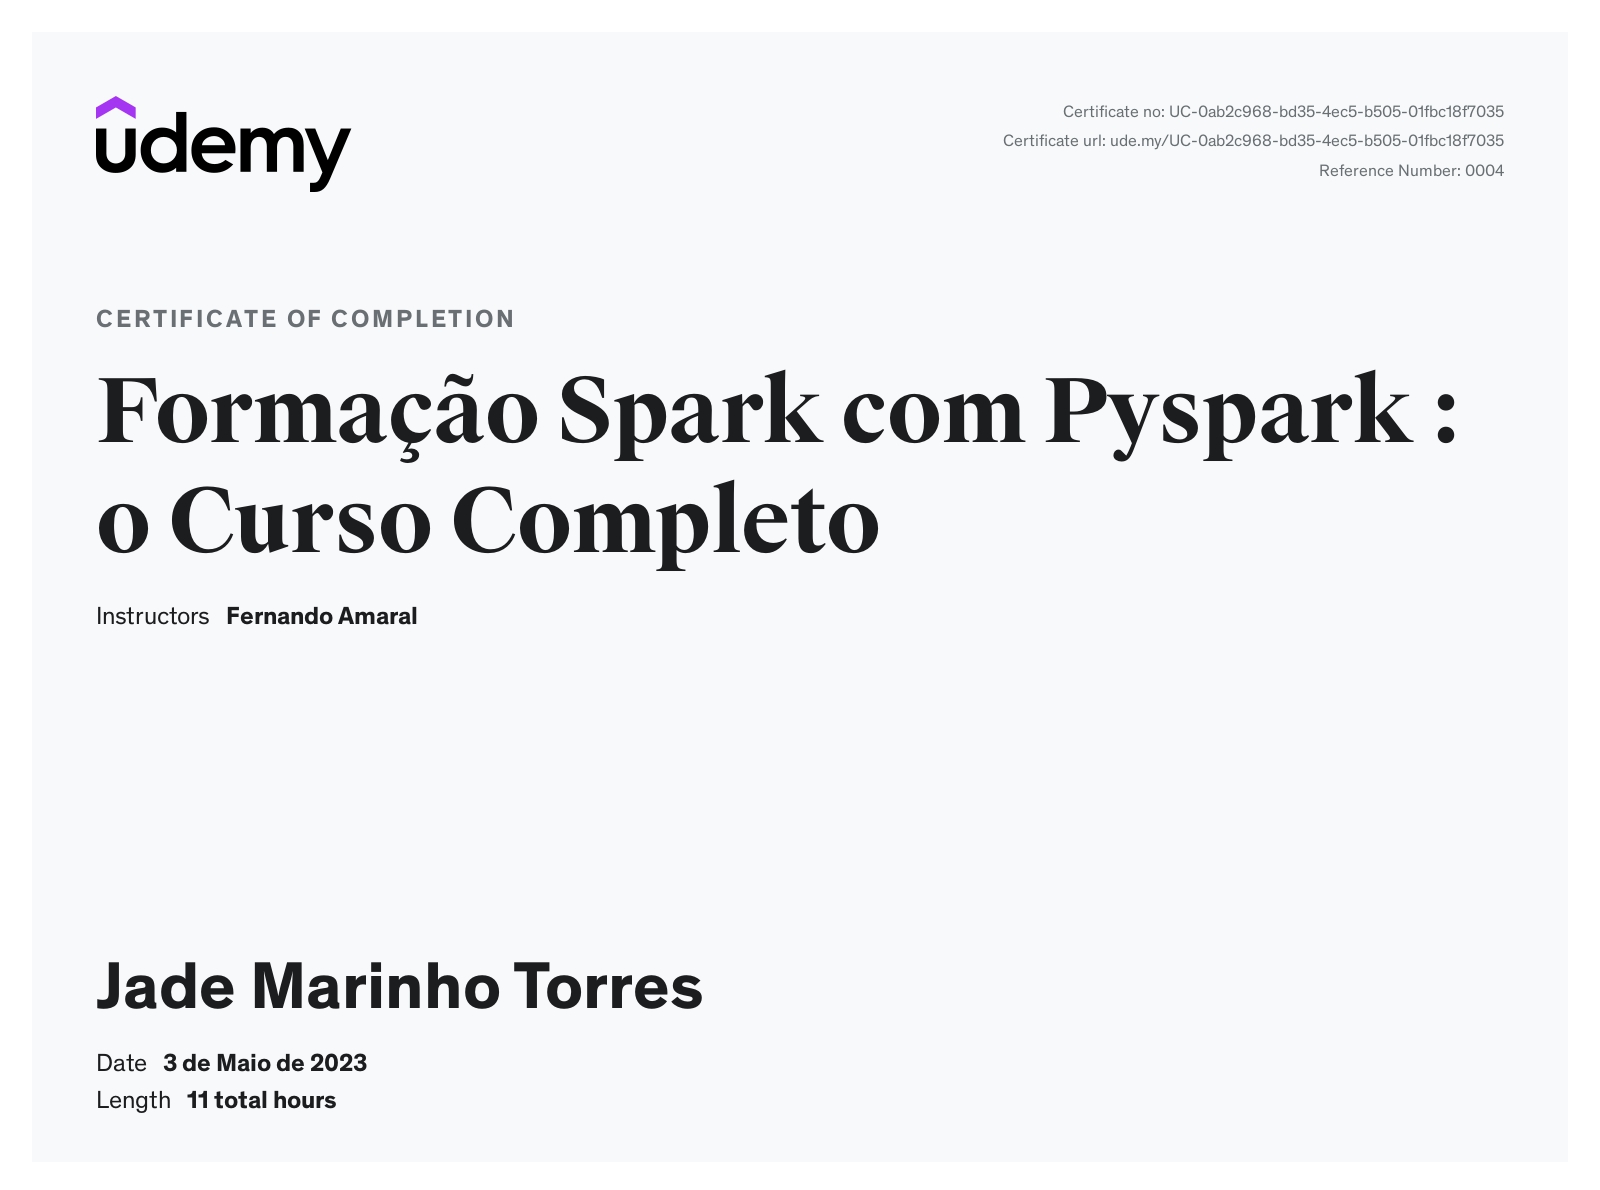 udemy
Certificate no: UC-0ab2c968-bd35-4ec5-b505-01fbc18f7035
Certificate url: ude.my/UC-0ab2c968-bd35-4ec5-b505-01fbc18f7035
Reference Number: 0004
CERTIFICATE OF COMPLETION
Formação Spark com Pyspark :
o Curso Completo
Instructors Fernando Amaral
Jade Marinho Torres
Date 3 de Maio de 2023
Length 11 total hours